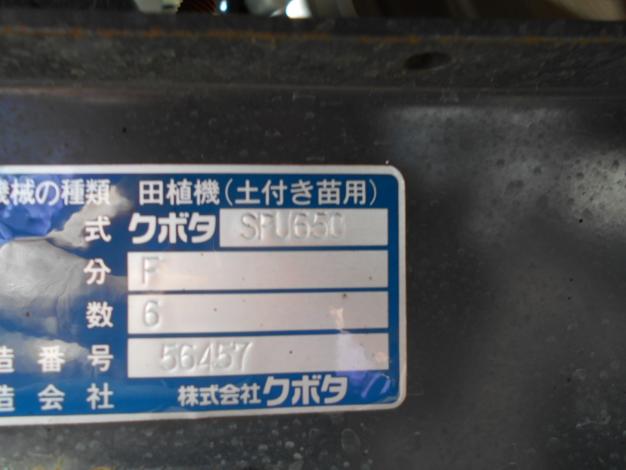 機械の種類 田植機(土付き苗用)
式 クボタ SPU650
分 F
数 6
造番号 56457
造会社 株式会社クボタ